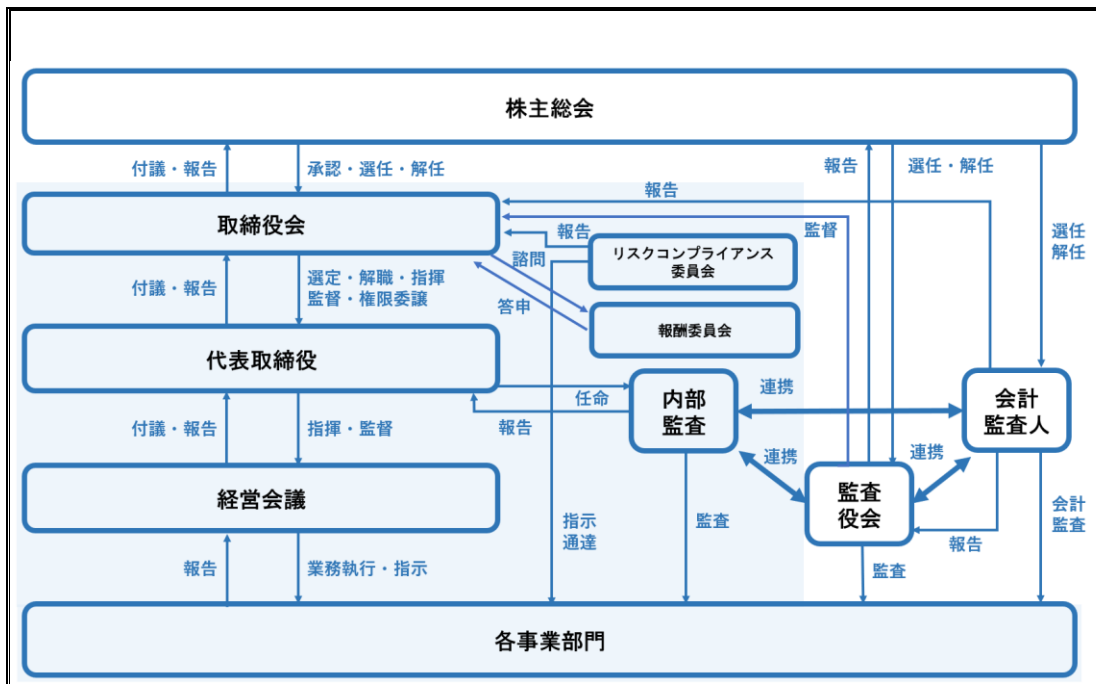 株主総会
付議・報告
承認・選任・解任
報告
選任・解任
選任
解任
報告
監督
取締役会
報告
リスクコンプライアンス
委員会
諮問
答申
報酬委員会
付議・報告
選定・解職・指揮
監督・権限委譲
代表取締役
任命
報告
内部
監査
連携
会計
監査人
付議・報告
指揮・監督
連携
連携
経営会議
監査
役会
指示
通達
監査
報告
会計
監査
報告
業務執行・指示
監査
各事業部門